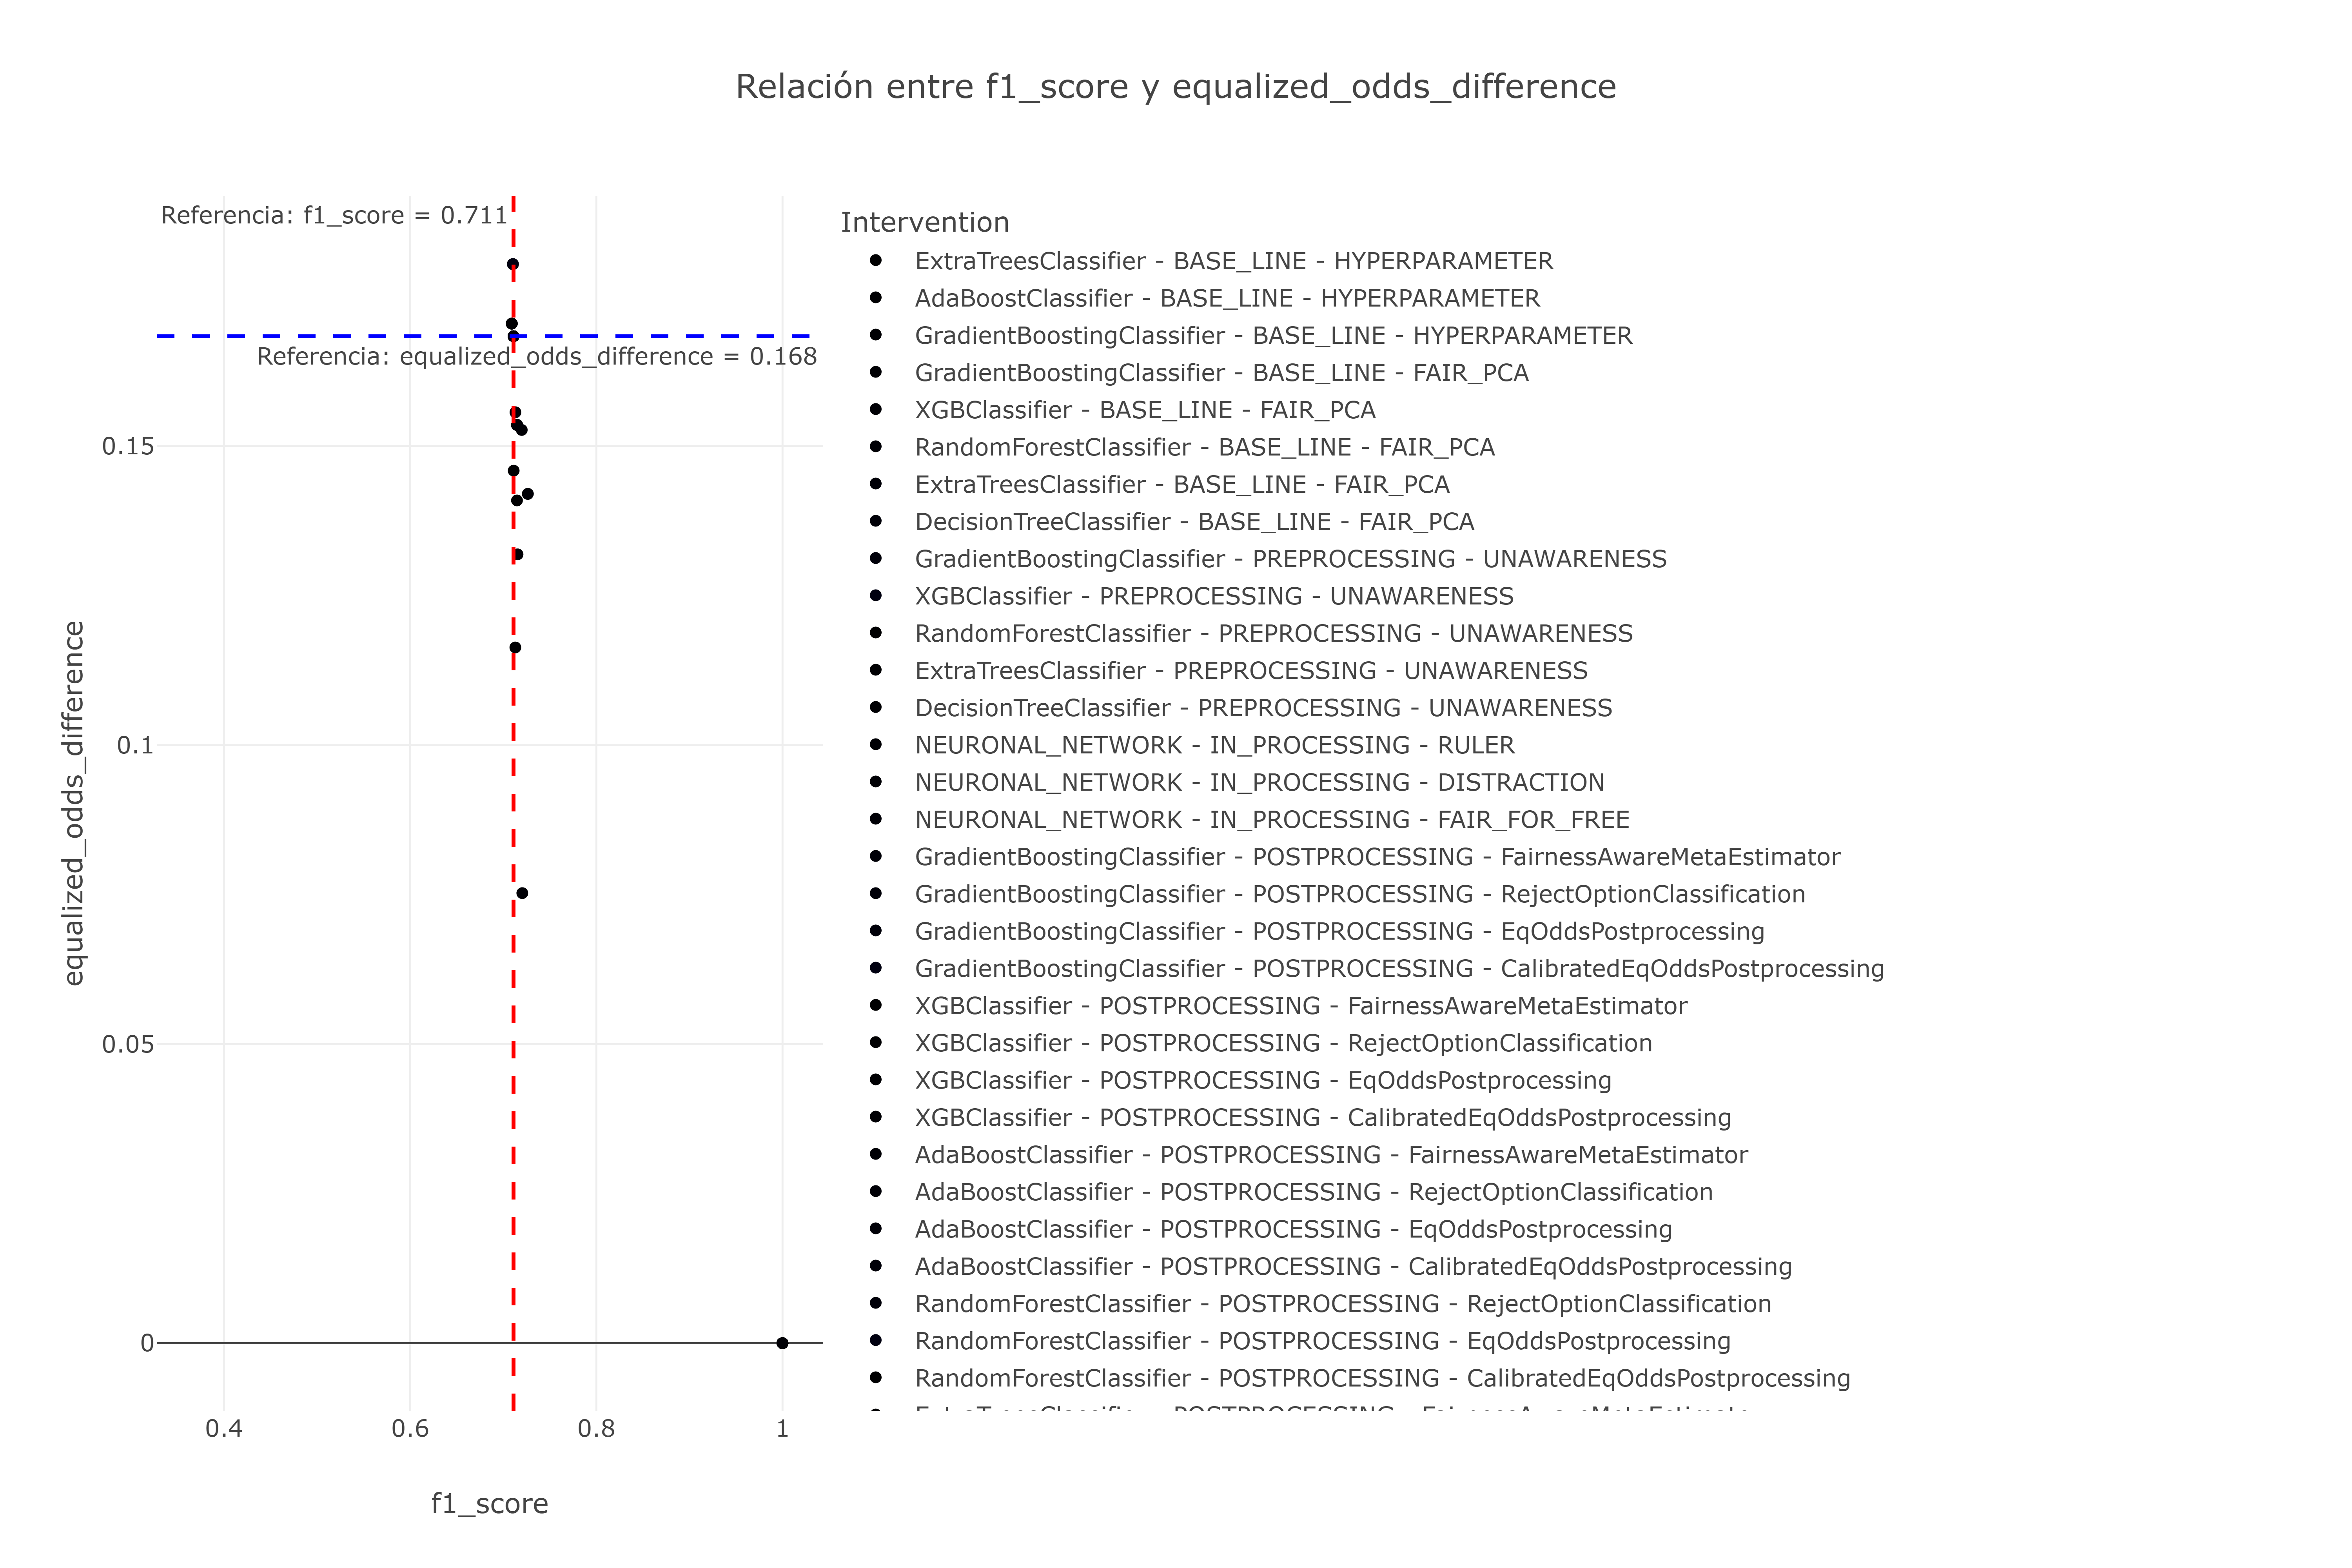 Relación entre f1_score y equalized_odds_difference
Referencia: f1_score = 0.711
Referencia: equalized_odds_difference = 0.168
equalized_odds_difference
0.15
0.1
0.05
0
0.4
0.6
0.8
1
f1_score
Intervention
ExtraTreesClassifier - BASE_LINE - HYPERPARAMETER
AdaBoostClassifier - BASE_LINE - HYPERPARAMETER
GradientBoostingClassifier - BASE_LINE - HYPERPARAMETER
GradientBoostingClassifier - BASE_LINE - FAIR_PCA
XGBClassifier - BASE_LINE - FAIR_PCA
RandomForestClassifier - BASE_LINE - FAIR_PCA
ExtraTreesClassifier - BASE_LINE - FAIR_PCA
DecisionTreeClassifier - BASE_LINE - FAIR_PCA
GradientBoostingClassifier - PREPROCESSING - UNAWARENESS
XGBClassifier - PREPROCESSING - UNAWARENESS
RandomForestClassifier - PREPROCESSING - UNAWARENESS
ExtraTreesClassifier - PREPROCESSING - UNAWARENESS
DecisionTreeClassifier - PREPROCESSING - UNAWARENESS
NEURONAL_NETWORK - IN_PROCESSING - RULER
NEURONAL_NETWORK - IN_PROCESSING - DISTRACTION
NEURONAL_NETWORK - IN_PROCESSING - FAIR_FOR_FREE
GradientBoostingClassifier - POSTPROCESSING - FairnessAwareMetaEstimator
GradientBoostingClassifier - POSTPROCESSING - RejectOptionClassification
GradientBoostingClassifier - POSTPROCESSING - EqOddsPostprocessing
GradientBoostingClassifier - POSTPROCESSING - CalibratedEqOddsPostprocessing
XGBClassifier - POSTPROCESSING - FairnessAwareMetaEstimator
XGBClassifier - POSTPROCESSING - RejectOptionClassification
XGBClassifier - POSTPROCESSING - EqOddsPostprocessing
XGBClassifier - POSTPROCESSING - CalibratedEqOddsPostprocessing
AdaBoostClassifier - POSTPROCESSING - FairnessAwareMetaEstimator
AdaBoostClassifier - POSTPROCESSING - RejectOptionClassification
AdaBoostClassifier - POSTPROCESSING - EqOddsPostprocessing
AdaBoostClassifier - POSTPROCESSING - CalibratedEqOddsPostprocessing
RandomForestClassifier - POSTPROCESSING - RejectOptionClassification
RandomForestClassifier - POSTPROCESSING - EqOddsPostprocessing
RandomForestClassifier - POSTPROCESSING - CalibratedEqOddsPostprocessing